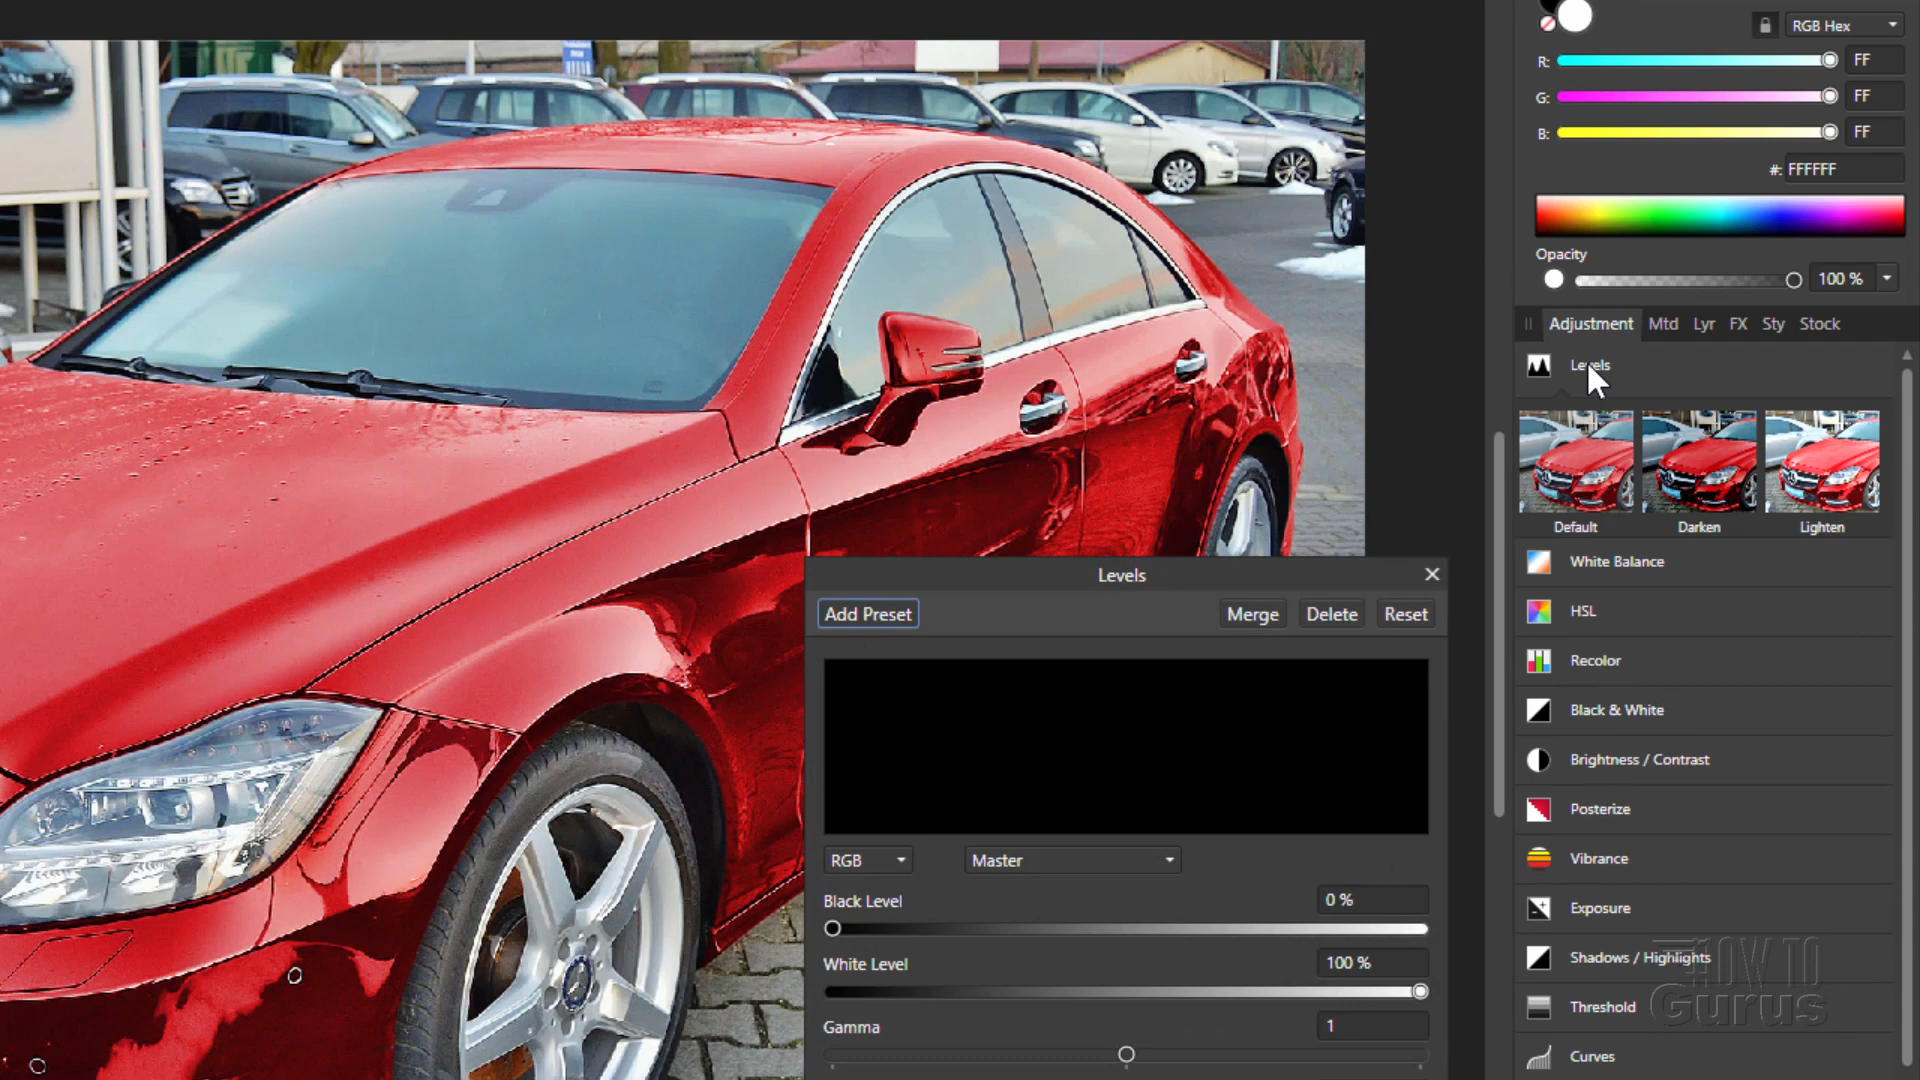 RGB Hex
R: FF
G: FF
B: FF
#: FFFFFF
Opacity
100 %
Adjustment Mtd Lyr FX Sty Stock
Levels
Default Darken Lighten
White Balance
HSL
Recolor
Black & White
Brightness / Contrast
Posterize
Vibrance
Exposure
Shadows / Highlights
Threshold
Curves
Levels
Add Preset Merge Delete Reset
RGB Master
Black Level 0 %
White Level 100 %
Gamma 1
HOW TO
Gurus